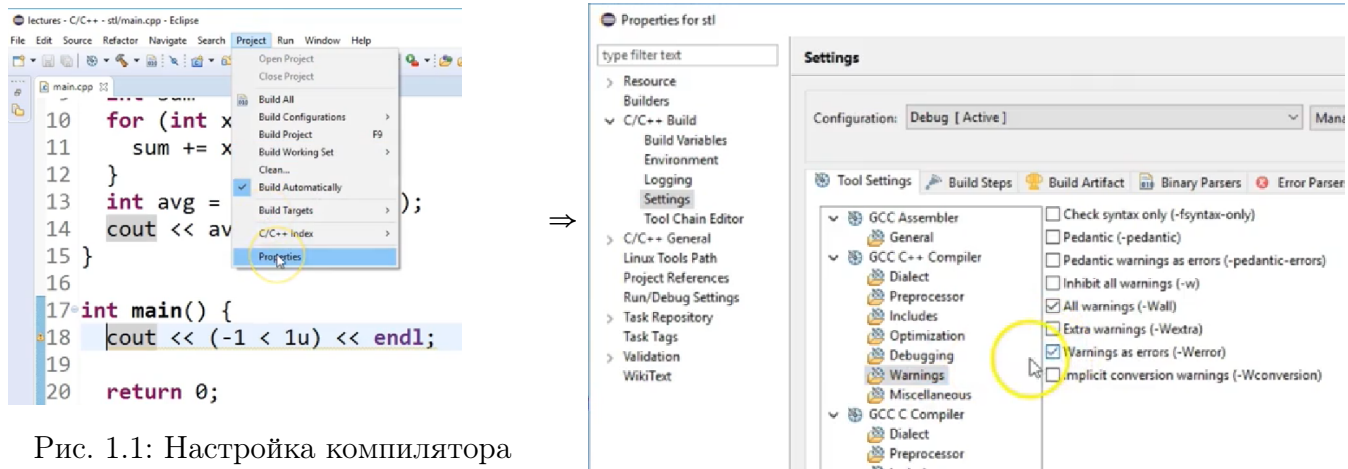 lectures - C/C++ - stl/main.cpp - Eclipse
File Edit Source Refactor Navigate Search Project Run Window Help
main.cpp
Open Project
Close Project
Build All
Build Configurations >
Build Project F9
Build Working Set >
Clean...
Build Automatically
Build Targets >
C/C++ Index >
Properties
10 for (int x
11 sum += x
12 }
13 int avg = );
14 cout << av
15 }
16
17 int main() {
18 cout << (-1 < 1u) << endl;
19
20 return 0;
Рис. 1.1: Настройка компилятора
⇒
Properties for stl
type filter text
Resource
Builders
C/C++ Build
Build Variables
Environment
Logging
Settings
Tool Chain Editor
C/C++ General
Linux Tools Path
Project References
Run/Debug Settings
Task Repository
Task Tags
Validation
WikiText
Settings
Configuration: Debug [ Active ]
Tool Settings Build Steps Build Artifact Binary Parsers Error Parser
GCC Assembler
General
GCC C++ Compiler
Dialect
Preprocessor
Includes
Optimization
Debugging
Warnings
Miscellaneous
GCC C Compiler
Dialect
Preprocessor
Check syntax only (-fsyntax-only)
Pedantic (-pedantic)
Pedantic warnings as errors (-pedantic-errors)
Inhibit all warnings (-w)
All warnings (-Wall)
Extra warnings (-Wextra)
Warnings as errors (-Werror)
Implicit conversion warnings (-Wconversion)